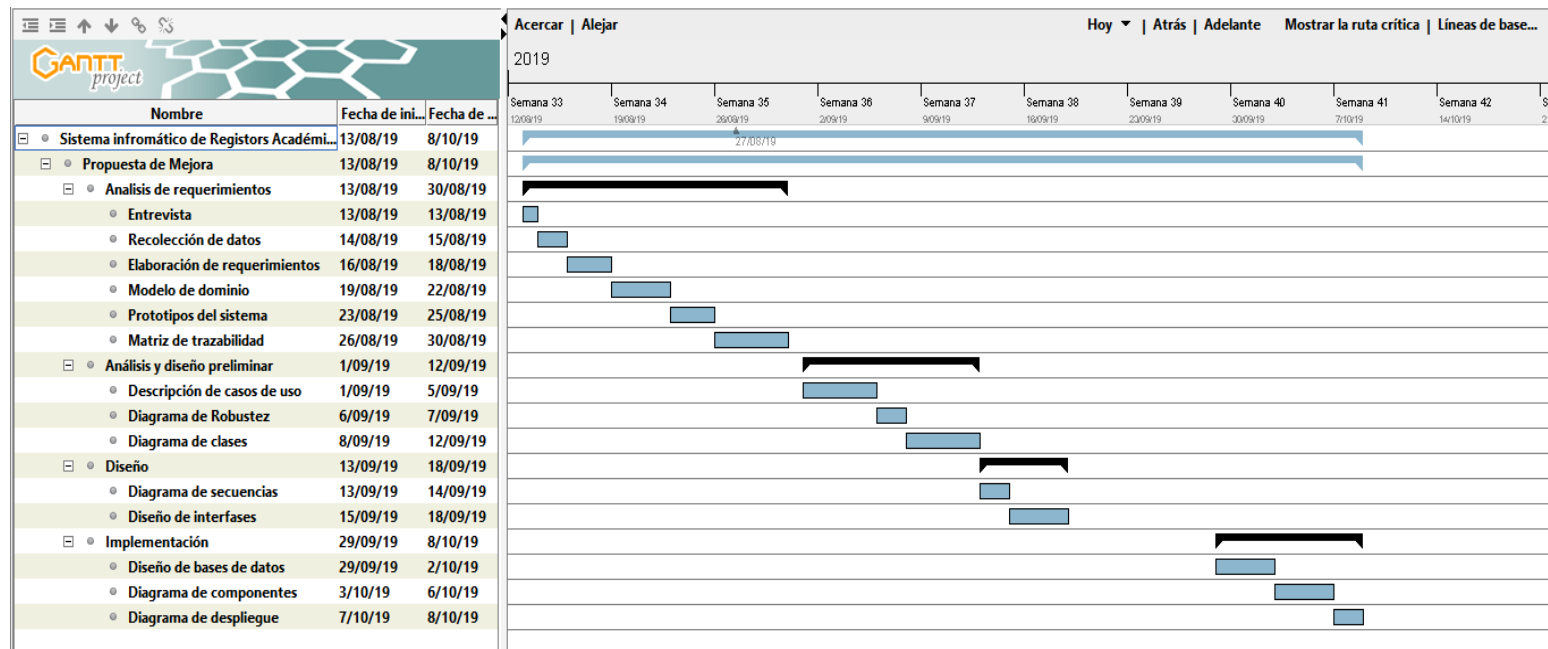 Acercar | Alejar Hoy | Atrás | Adelante Mostrar la ruta crítica | Líneas de base...
GANTT project
2019
Semana 33 Semana 34 Semana 35 Semana 36 Semana 37 Semana 38 Semana 39 Semana 40 Semana 41 Semana 42 S
Nombre Fecha de ini... Fecha de ... 12/08/19 19/08/19 26/08/19 2/09/19 9/09/19 16/09/19 23/09/19 30/09/19 7/10/19 14/10/19 2
Sistema infromático de Registors Académi... 13/08/19 8/10/19 27/08/19
Propuesta de Mejora 13/08/19 8/10/19
Analisis de requerimientos 13/08/19 30/08/19
Entrevista 13/08/19 13/08/19
Recolección de datos 14/08/19 15/08/19
Elaboración de requerimientos 16/08/19 18/08/19
Modelo de dominio 19/08/19 22/08/19
Prototipos del sistema 23/08/19 25/08/19
Matriz de trazabilidad 26/08/19 30/08/19
Análisis y diseño preliminar 1/09/19 12/09/19
Descripción de casos de uso 1/09/19 5/09/19
Diagrama de Robustez 6/09/19 7/09/19
Diagrama de clases 8/09/19 12/09/19
Diseño 13/09/19 18/09/19
Diagrama de secuencias 13/09/19 14/09/19
Diseño de interfases 15/09/19 18/09/19
Implementación 29/09/19 8/10/19
Diseño de bases de datos 29/09/19 2/10/19
Diagrama de componentes 3/10/19 6/10/19
Diagrama de despliegue 7/10/19 8/10/19